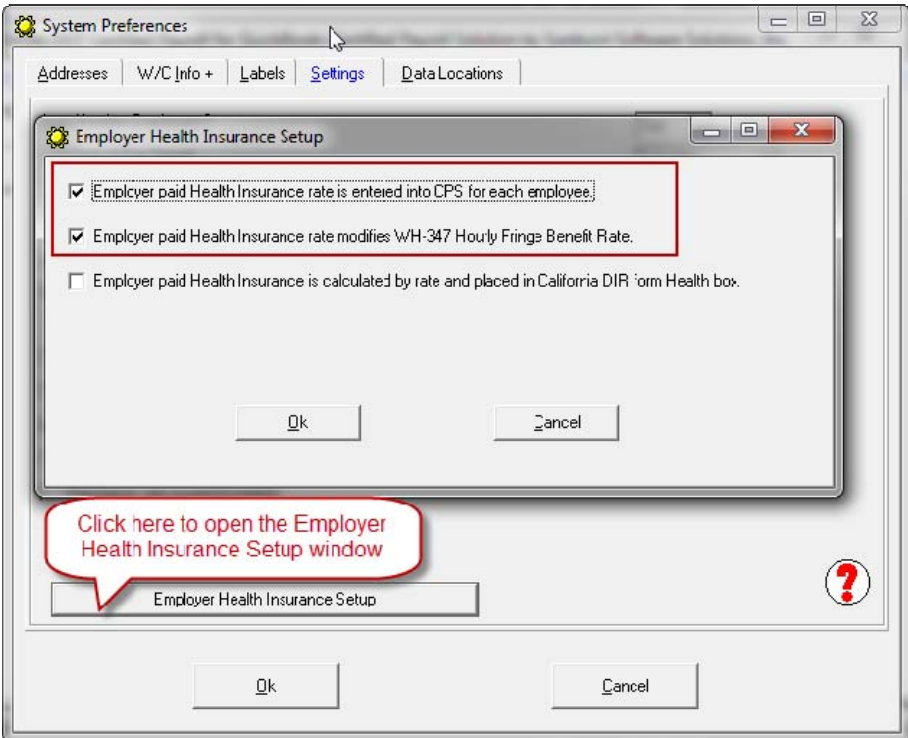 System Preferences
Addresses W/C Info + Labels Settings Data Locations
Employer Health Insurance Setup
Employer paid Health Insurance rate is entered into CPS for each employee.
Employer paid Health Insurance rate modifies WH-347 Hourly Fringe Benefit Rate.
Employer paid Health Insurance is calculated by rate and placed in California DIR form Health box.
Ok Cancel
Click here to open the Employer
Health Insurance Setup window
Employer Health Insurance Setup
?
Ok Cancel